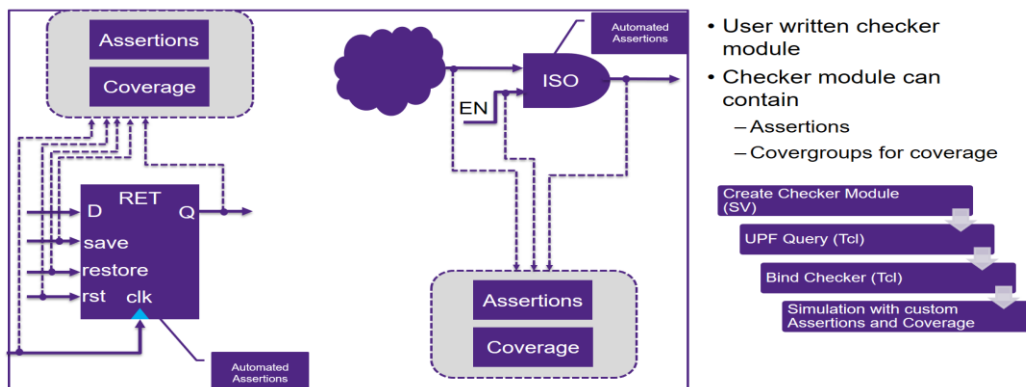 Assertions
Coverage
RET
D
Q
save
restore
rst
clk
Automated
Assertions
Automated
Assertions
ISO
EN
Assertions
Coverage
• User written checker
module
• Checker module can
contain
–Assertions
–Covergroups for coverage
Create Checker Module
(SV)
UPF Query (Tcl)
Bind Checker (Tcl)
Simulation with custom
Assertions and Coverage